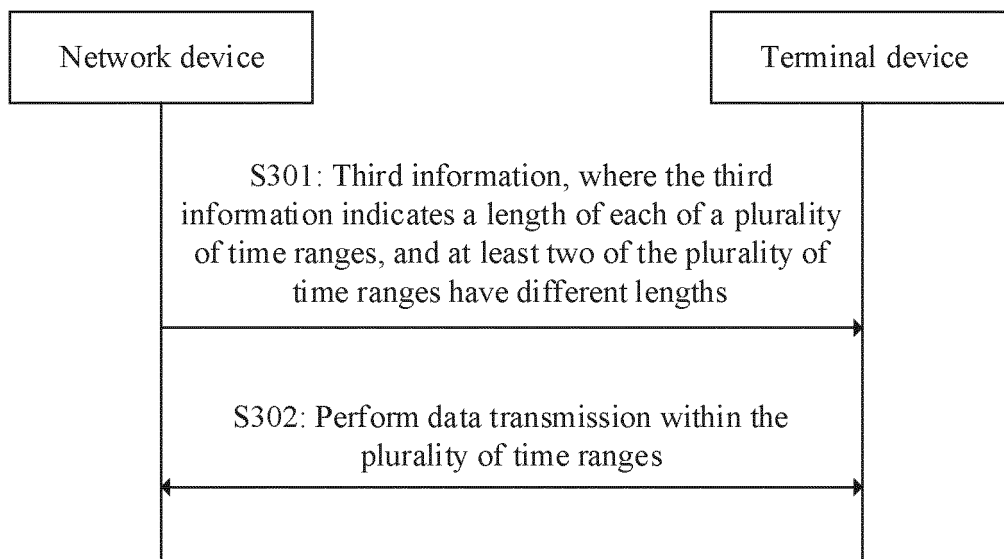 Network device
Terminal device
S301: Third information, where the third
information indicates a length of each of a plurality
of time ranges, and at least two of the plurality of
time ranges have different lengths
S302: Perform data transmission within the
plurality of time ranges